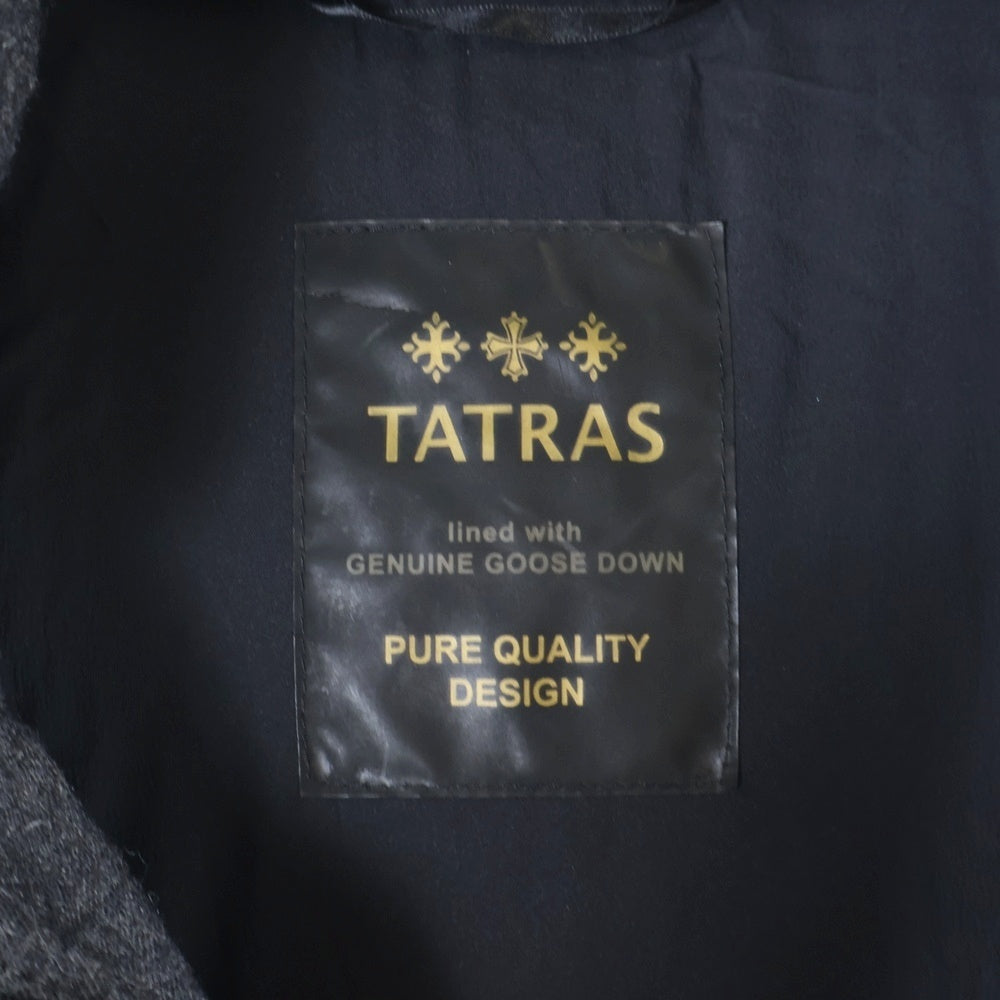 TATRAS
lined with
GENUINE GOOSE DOWN
PURE QUALITY
DESIGN